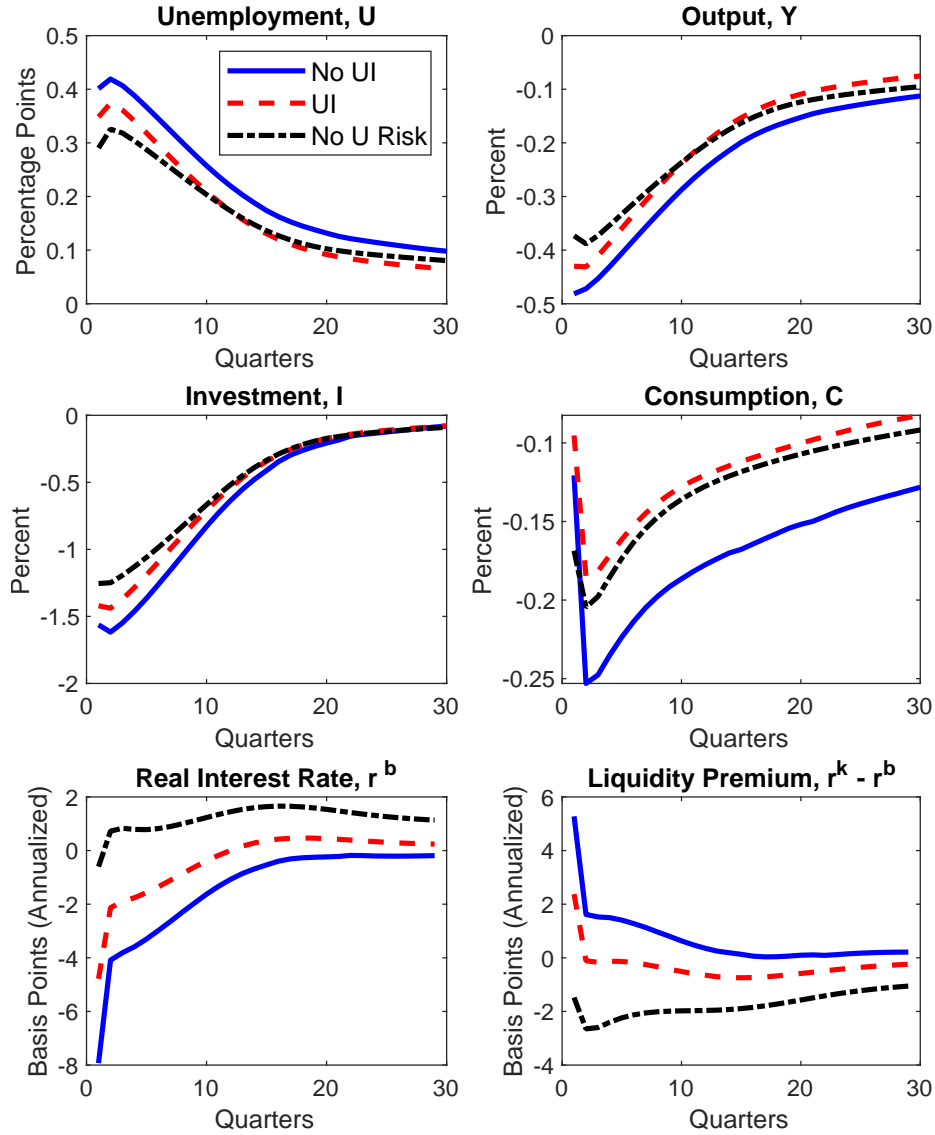 Unemployment, U
Percentage Points
0.5
0.4
0.3
0.2
0.1
0
No UI
UI
No U Risk
0 10 20 30
Quarters
Output, Y
Percent
0
-0.1
-0.2
-0.3
-0.4
-0.5
0 10 20 30
Quarters
Investment, I
Percent
0
-0.5
-1
-1.5
-2
0 10 20 30
Quarters
Consumption, C
Percent
-0.1
-0.15
-0.2
-0.25
0 10 20 30
Quarters
Real Interest Rate, r b
Basis Points (Annualized)
2
0
-2
-4
-6
-8
0 10 20 30
Quarters
Liquidity Premium, rk - rb
Basis Points (Annualized)
6
4
2
0
-2
-4
0 10 20 30
Quarters